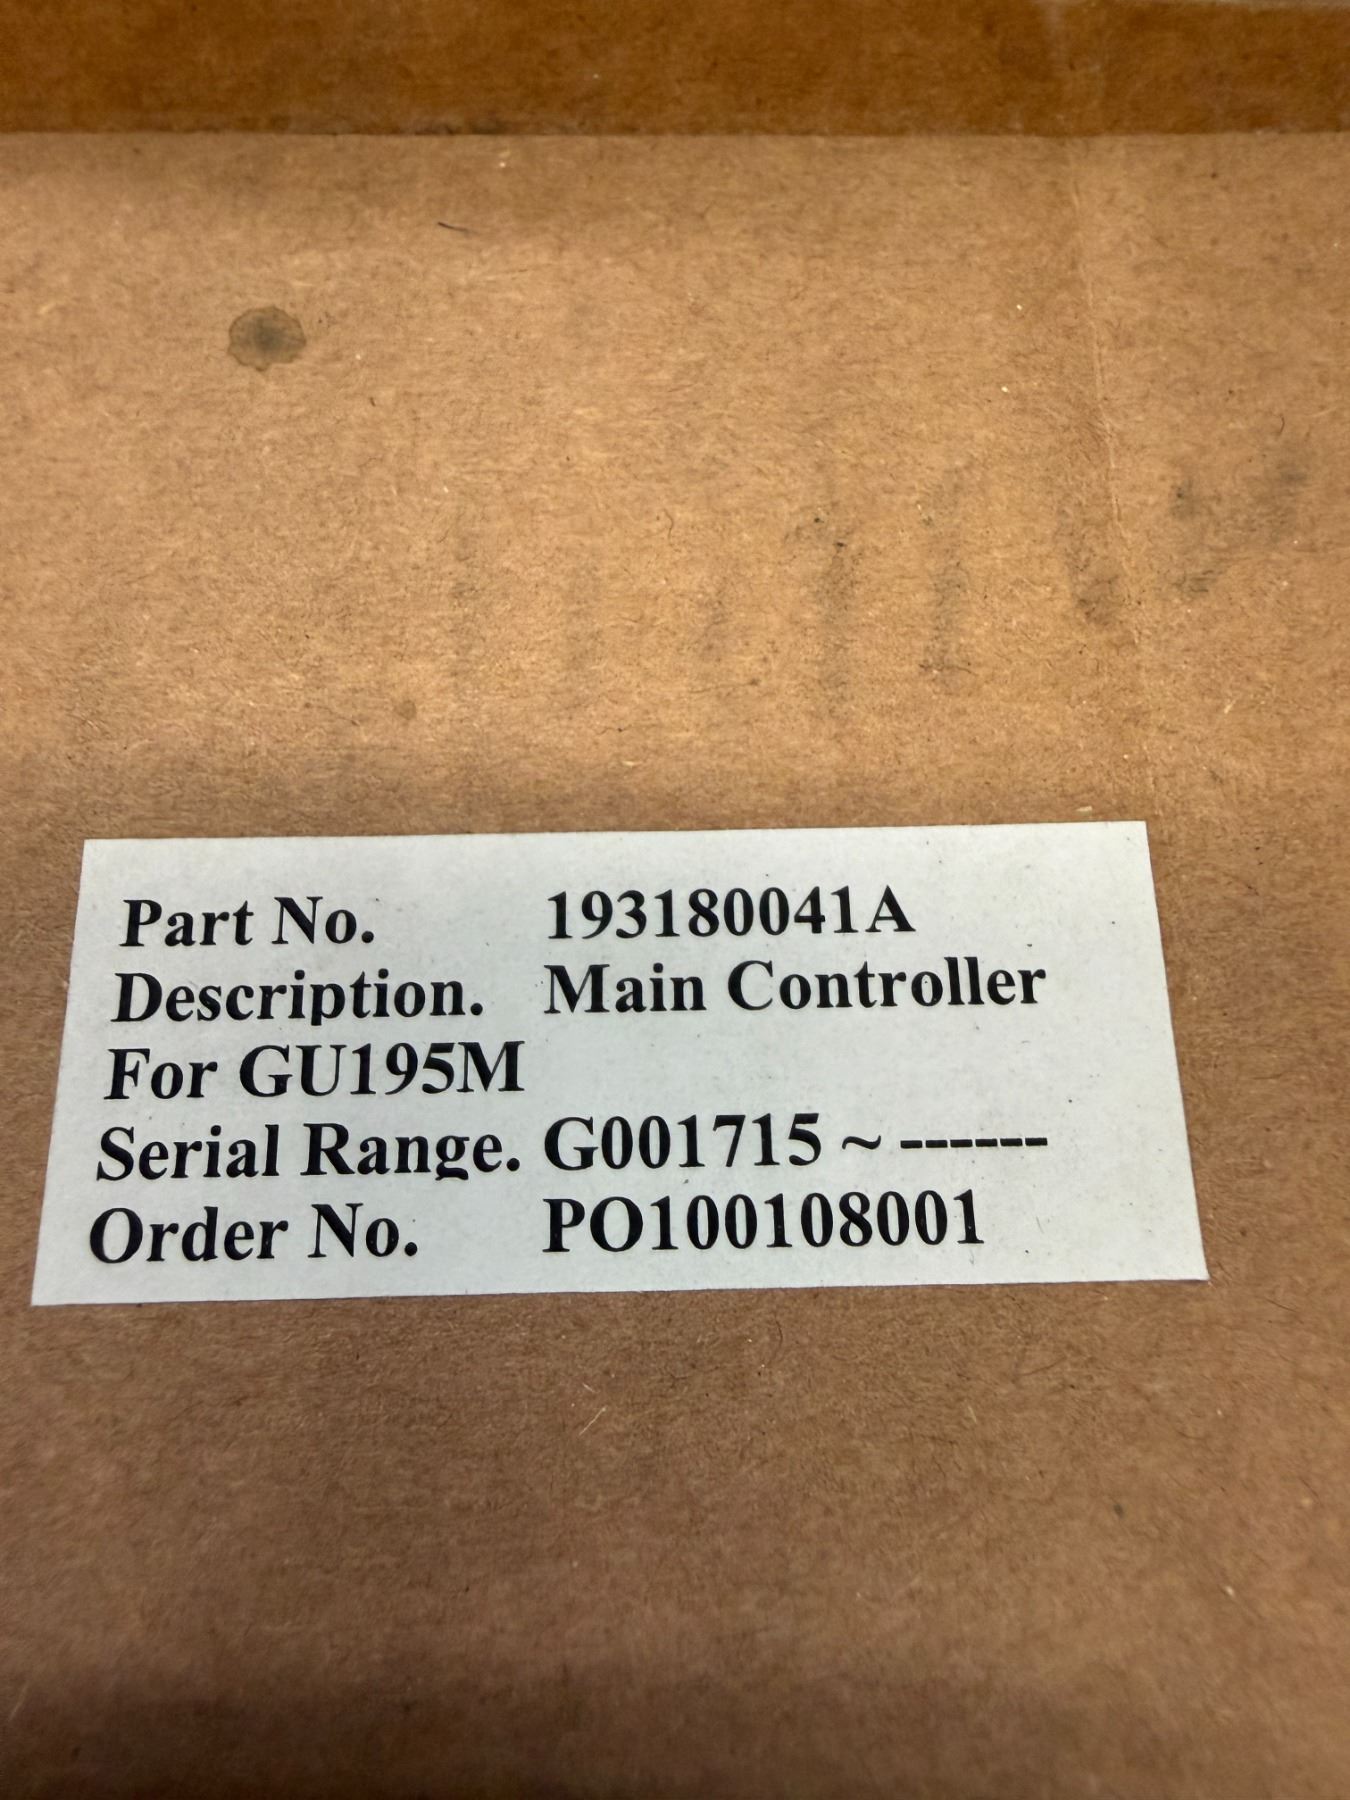 Part No. 193180041A
Description. Main Controller
For GU195M
Serial Range. G001715 ~ ------
Order No. PO100108001